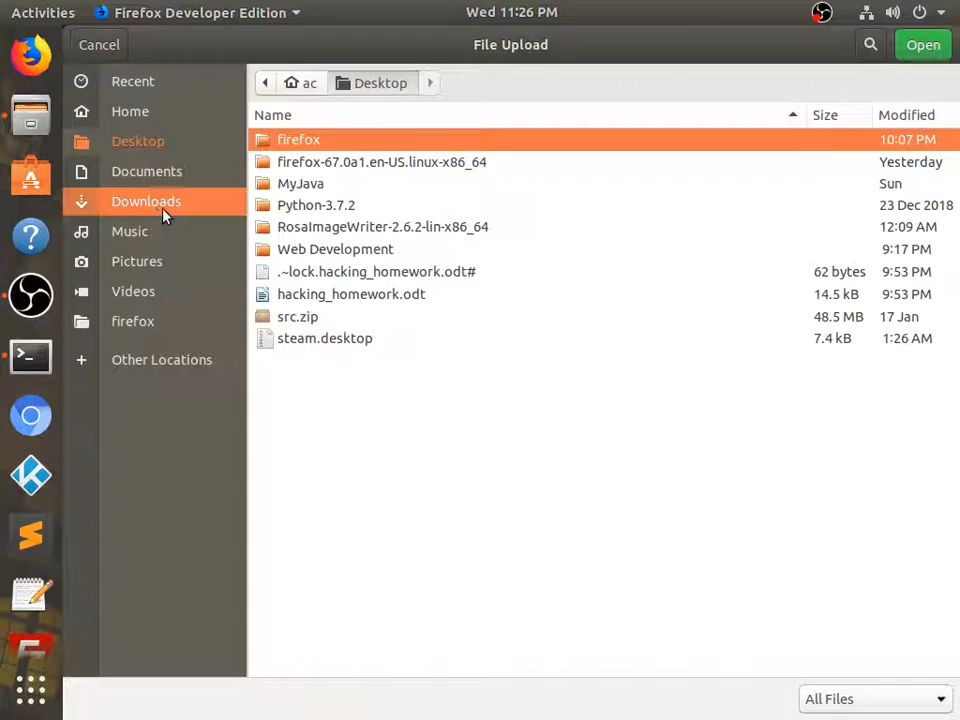 Activities Firefox Developer Edition Wed 11:26 PM
Cancel File Upload Open
Recent
Home
Desktop
Documents
Downloads
Music
Pictures
Videos
firefox
Other Locations
ac Desktop
Name Size Modified
firefox 10:07 PM
firefox-67.0a1.en-US.linux-x86_64 Yesterday
MyJava Sun
Python-3.7.2 23 Dec 2018
RosaImageWriter-2.6.2-lin-x86_64 12:09 AM
Web Development 9:17 PM
.~lock.hacking_homework.odt# 62 bytes 9:53 PM
hacking_homework.odt 14.5 kB 9:53 PM
src.zip 48.5 MB 17 Jan
steam.desktop 7.4 kB 1:26 AM
All Files